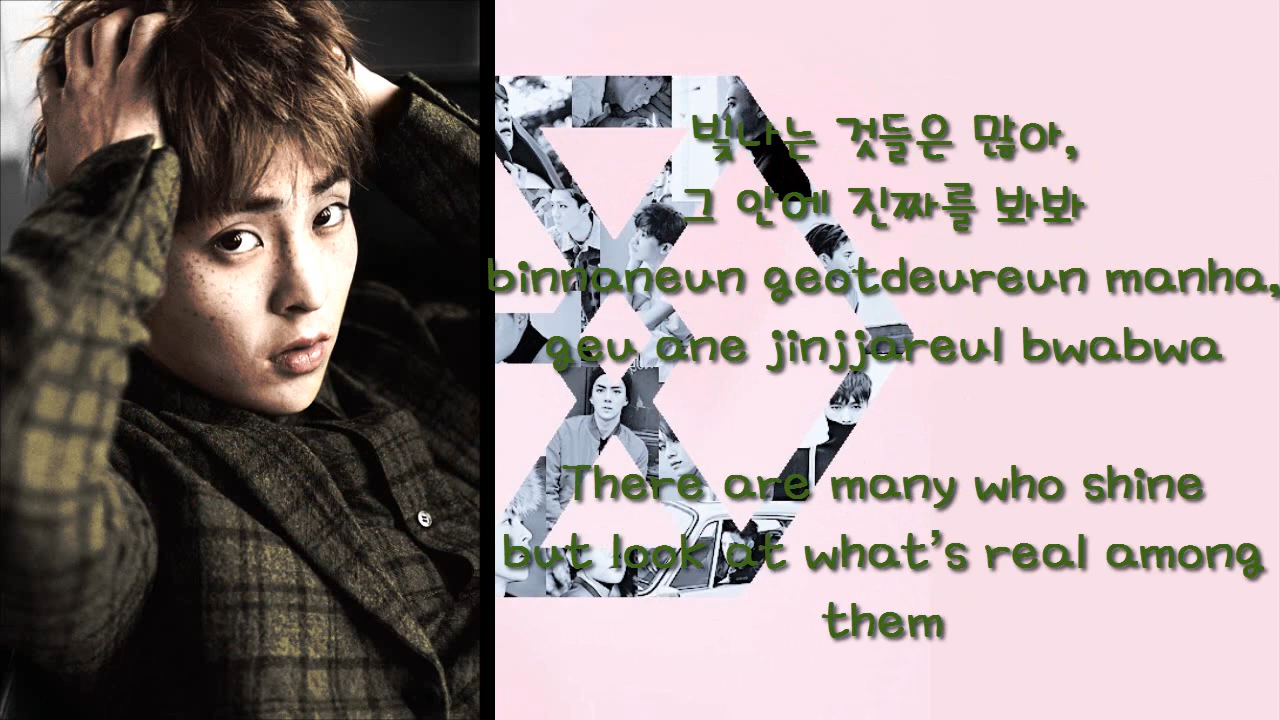 빛나는 것들은 많아,
그 안에 진짜를 봐봐
binnaneun geotdeureun manha,
geu ane jinjjareul bwabwa
There are many who shine
but look at what's real among
them